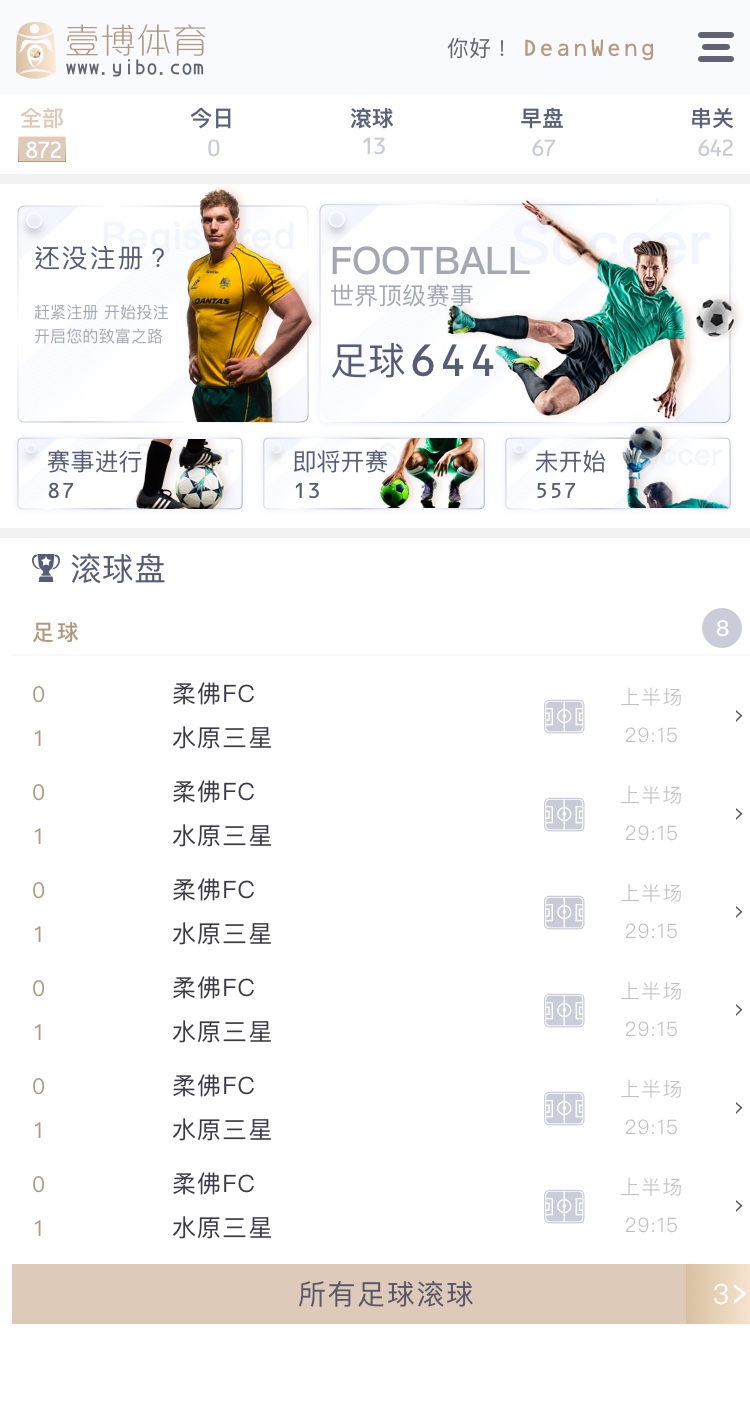 壹博体育
www.yibo.com
你好！ DeanWeng
全部 今日 滚球 早盘 串关
872 0 13 67 642
Registered
还没注册？
赶紧注册 开始投注
开启您的致富之路
QANTAS
Soccer
FOOTBALL
世界顶级赛事
足球644
赛事进行
87
即将开赛
13
未开始
557
滚球盘
足球 8
0 柔佛FC 上半场
1 水原三星 29:15
0 柔佛FC 上半场
1 水原三星 29:15
0 柔佛FC 上半场
1 水原三星 29:15
0 柔佛FC 上半场
1 水原三星 29:15
0 柔佛FC 上半场
1 水原三星 29:15
0 柔佛FC 上半场
1 水原三星 29:15
所有足球滚球 3>